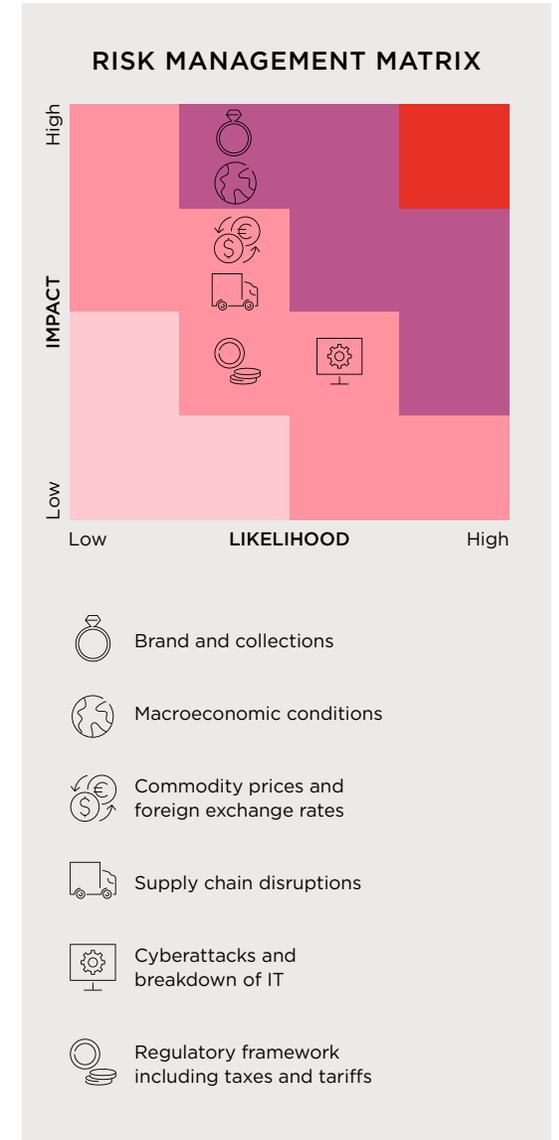 RISK MANAGEMENT MATRIX
High
IMPACT
Low
Low
LIKELIHOOD
High
Brand and collections
Macroeconomic conditions
Commodity prices and
foreign exchange rates
Supply chain disruptions
Cyberattacks and
breakdown of IT
Regulatory framework
including taxes and tariffs